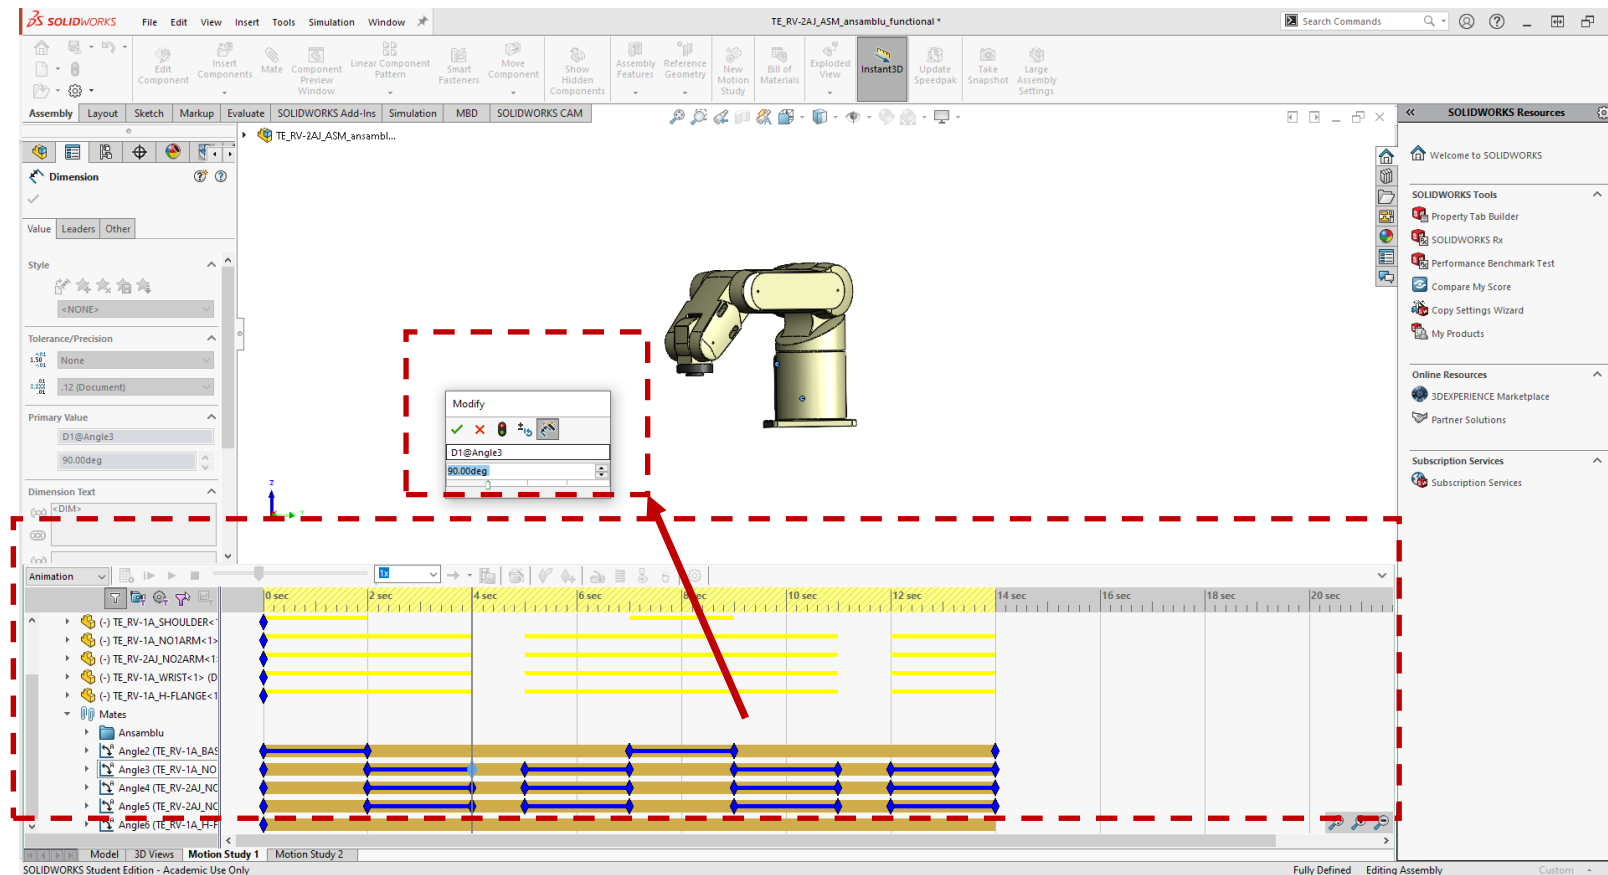 SOLIDWORKS File Edit View Insert Tools Simulation Window TE_RV-2AJ_ASM_ansamblu_functional * Search Commands
Edit Component
Insert Components
Mate
Component Preview Window
Linear Component Pattern
Smart Fasteners
Move Component
Show Hidden Components
Assembly Features
Reference Geometry
New Motion Study
Bill of Materials
Exploded View
Instant3D
Update Speedpak
Take Snapshot
Large Assembly Settings
Assembly Layout Sketch Markup Evaluate SOLIDWORKS Add-Ins Simulation MBD SOLIDWORKS CAM
SOLIDWORKS Resources
TE_RV-2AJ_ASM_ansambl...
Welcome to SOLIDWORKS
SOLIDWORKS Tools
Property Tab Builder
SOLIDWORKS Rx
Performance Benchmark Test
Compare My Score
Copy Settings Wizard
My Products
Online Resources
3DEXPERIENCE Marketplace
Partner Solutions
Subscription Services
Subscription Services
Dimension
Value Leaders Other
Style
<NONE>
Tolerance/Precision
None
.12 (Document)
Primary Value
D1@Angle3
90.00deg
Dimension Text
<DIM>
Modify
D1@Angle3
90.00deg
Z
Animation
1x
0 sec 2 sec 4 sec 6 sec 8 sec 10 sec 12 sec 14 sec 16 sec 18 sec 20 sec
(-) TE_RV-1A_SHOULDER<
(-) TE_RV-1A_NO1ARM<1>
(-) TE_RV-2AJ_NO2ARM<1
(-) TE_RV-1A_WRIST<1> (D
(-) TE_RV-1A_H-FLANGE<1
Mates
Ansamblu
Angle2 (TE_RV-1A_BAS
Angle3 (TE_RV-1A_NO
Angle4 (TE_RV-2AJ_NC
Angle5 (TE_RV-2AJ_NC
Angle6 (TE_RV-1A_H-F
Model 3D Views Motion Study 1 Motion Study 2
SOLIDWORKS Student Edition - Academic Use Only Fully Defined Editing Assembly Custom